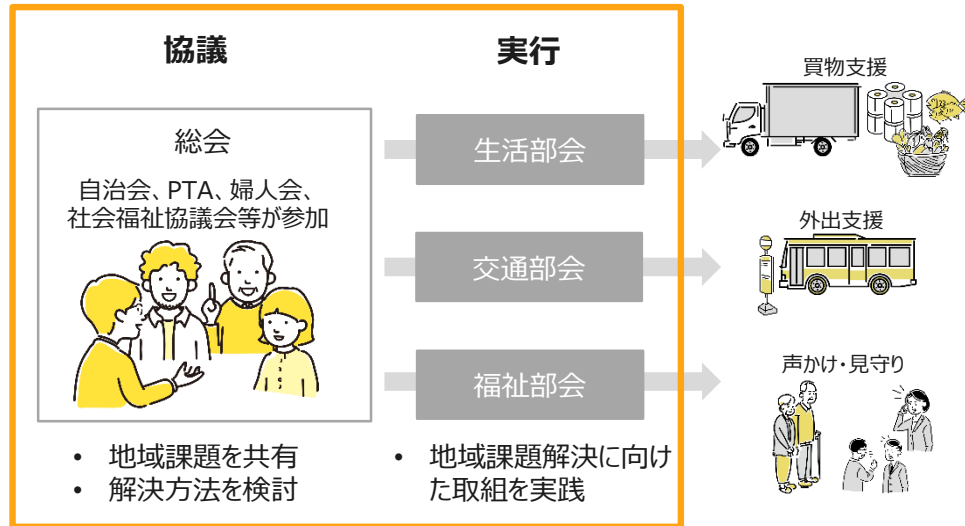 協議
総会
自治会、PTA、婦人会、
社会福祉協議会等が参加
• 地域課題を共有
• 解決方法を検討
実行
生活部会
交通部会
福祉部会
• 地域課題解決に向け
た取組を実践
買物支援
外出支援
声かけ・見守り